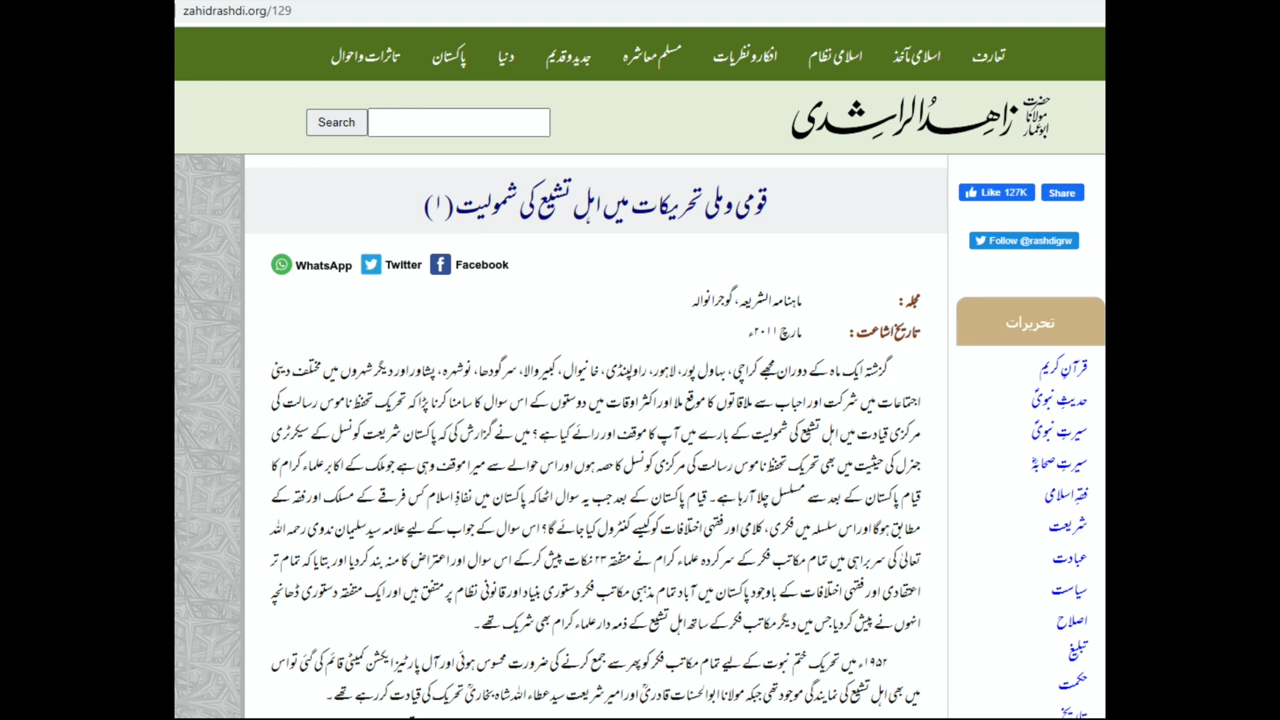 zahidrashdi.org/129
تعارف
اسلامی مآخذ
اسلامی نظام
افکار و نظریات
مسلم معاشرہ
جدید و قدیم
دنیا
پاکستان
تاثرات و احوال
حضرت مولانا ابوعمار زاہد الراشدی
Search
قومی و ملی تحریکات میں اہل تشیع کی شمولیت (۱)
Like 127K
Share
Follow @rashdigrw
WhatsApp
Twitter
Facebook
مجلہ: ماہنامہ الشریعہ، گوجرانوالہ
تاریخ اشاعت: مارچ ۲۰۱۱ء
گزشتہ ایک ماہ کے دوران مجھے کراچی، بہاول پور، لاہور، راولپنڈی، خانیوال، کبیر والا، سرگودھا، نوشہرہ، پشاور اور دیگر شہروں میں مختلف دینی
اجتماعات میں شرکت اور احباب سے ملاقاتوں کا موقع ملا اور اکثر اوقات میں دوستوں کے اس سوال کا سامنا کرنا پڑا کہ تحریک تحفظ ناموس رسالت کی
مرکزی قیادت میں اہل تشیع کی شمولیت کے بارے میں آپ کا موقف اور رائے کیا ہے؟ میں نے گزارش کی کہ پاکستان شریعت کونسل کے سیکرٹری
جنرل کی حیثیت میں بھی تحریک تحفظ ناموس رسالت کی مرکزی کونسل کا حصہ ہوں اور اس حوالے سے میرا موقف وہی ہے جو ملک کے اکابر علماء کرام کا
قیام پاکستان کے بعد سے مسلسل چلا آرہا ہے۔ قیام پاکستان کے بعد جب یہ سوال اٹھا کہ پاکستان میں نفاذِ اسلام کس فرقے کے مسلک اور فقہ کے
مطابق ہوگا اور اس سلسلہ میں فکری، کلامی اور فقہی اختلافات کو کیسے کنٹرول کیا جائے گا؟ اس سوال کے جواب کے لیے علامہ سید سلیمان ندوی رحمہ اللہ
تعالیٰ کی سربراہی میں تمام مکاتب فکر کے سرکردہ علماء کرام نے متفقہ ۲۳ نکات پیش کر کے اس سوال اور اعتراض کا منہ بند کر دیا اور بتایا کہ تمام تر
اعتقادی اور فقہی اختلافات کے باوجود پاکستان میں آباد تمام مذہبی مکاتب فکر دستوری بنیاد اور قانونی نظام پر متفق ہیں اور ایک متفقہ دستوری ڈھانچہ
انہوں نے پیش کر دیا جس میں دیگر مکاتب فکر کے ساتھ اہل تشیع کے ذمہ دار علماء کرام بھی شریک تھے۔
۱۹۵۲ء میں تحریک ختم نبوت کے لیے تمام مکاتب فکر کو پھر سے جمع کرنے کی ضرورت محسوس ہوئی اور آل پارٹیز ایکشن کمیٹی قائم کی گئی تو اس
میں بھی اہل تشیع کی نمایندگی موجود تھی جبکہ مولانا ابوالحسنات قادریؒ اور امیر شریعت سید عطاء اللہ شاہ بخاریؒ تحریک کی قیادت کر رہے تھے۔
تحریرات
قرآن کریم
حدیثِ نبویؐ
سیرتِ نبویؐ
سیرتِ صحابہؓ
فقہ اسلامی
شریعت
عبادت
سیاست
اصلاح
تبلیغ
حکمت
تاریخ